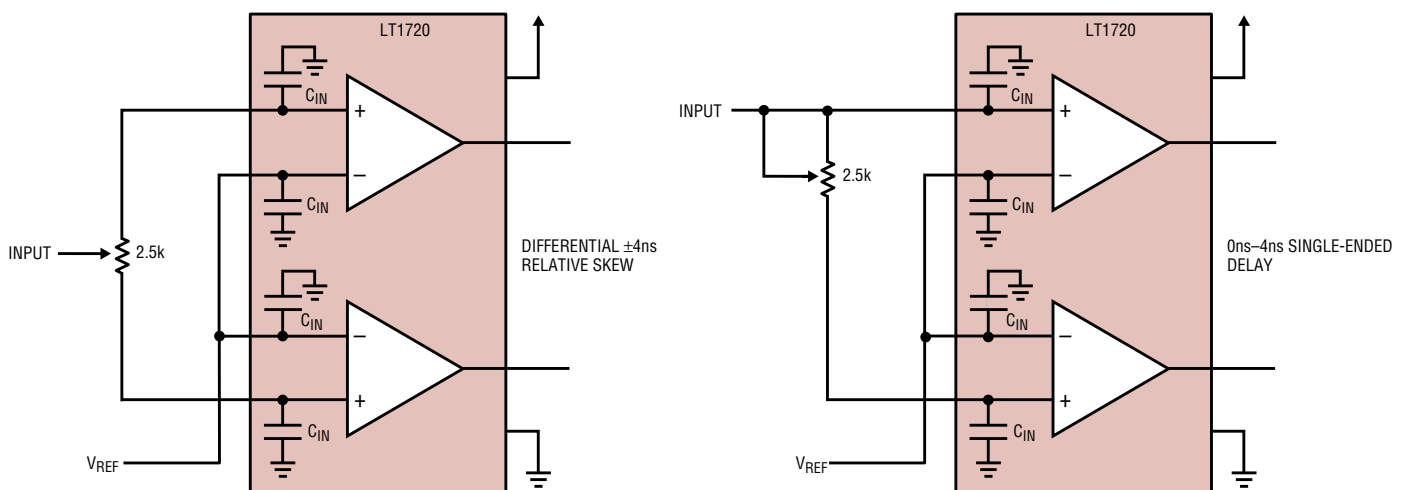 LT1720
C_IN
+
–
C_IN
INPUT
2.5k
DIFFERENTIAL ±4ns
RELATIVE SKEW
C_IN
–
+
C_IN
V_REF
LT1720
C_IN
INPUT
+
–
2.5k
C_IN
0ns–4ns SINGLE-ENDED
DELAY
C_IN
–
+
C_IN
V_REF